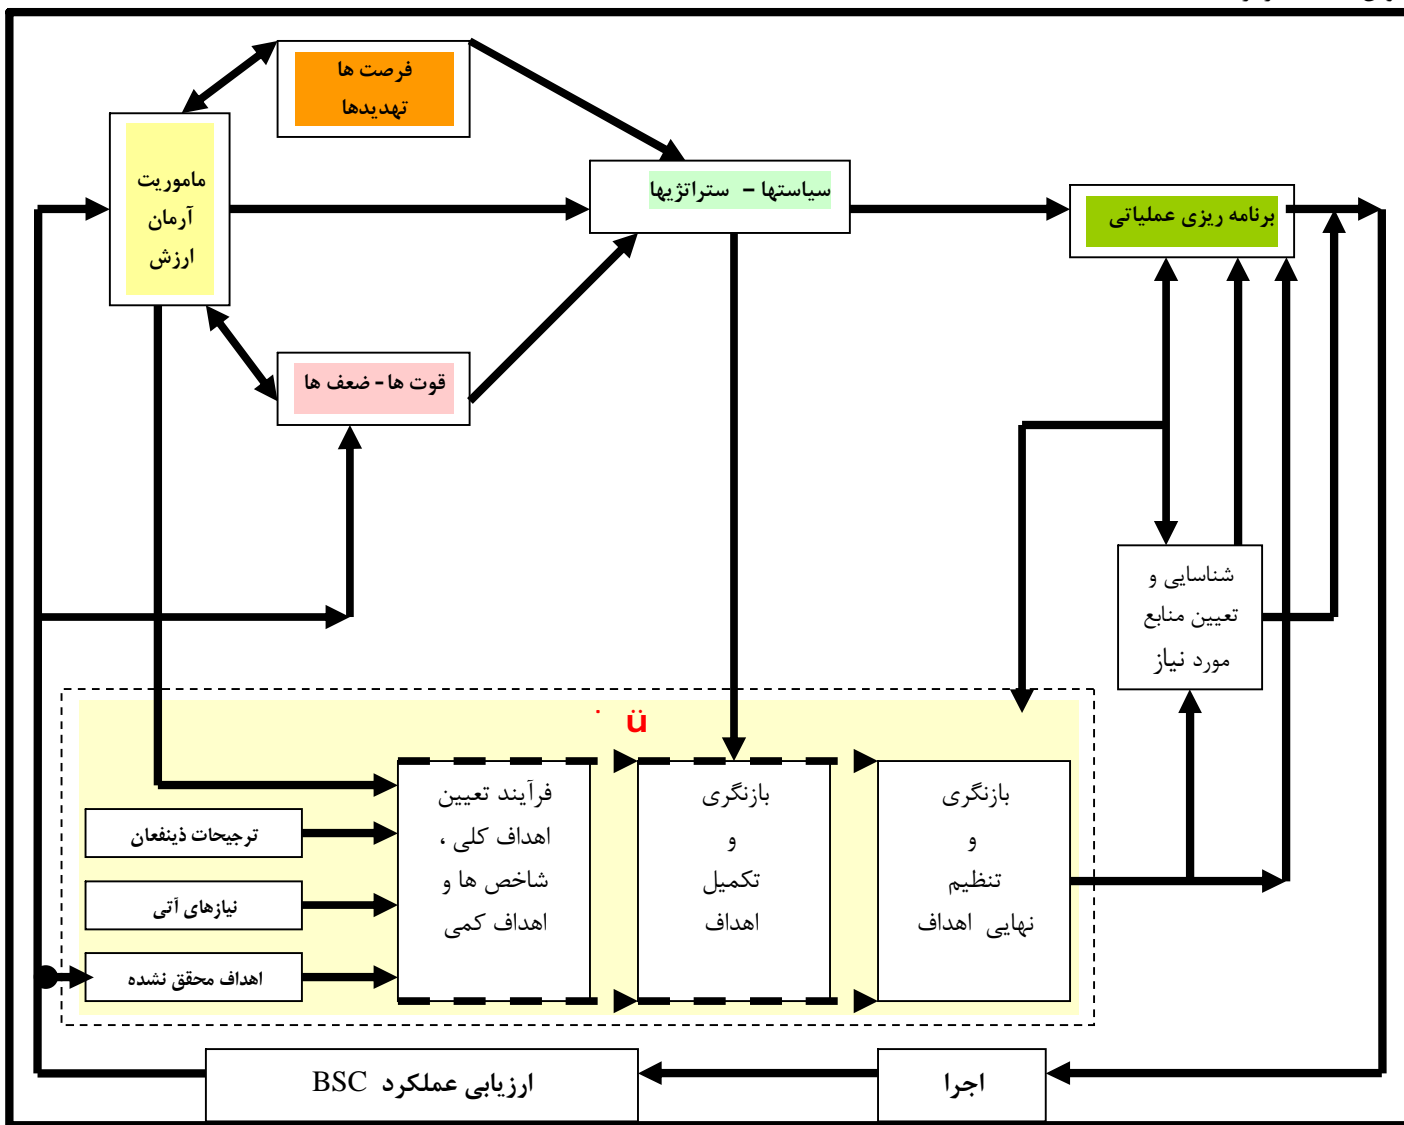 فرصت ها
تهدیدها
ماموریت
آرمان
ارزش
سیاستها – ستراتژیها
برنامه ریزی عملیاتی
قوت ها - ضعف ها
شناسایی و
تعیین منابع
مورد نیاز
ü
فرآیند تعیین
اهداف کلی ،
شاخص ها و
اهداف کمی
بازنگری
و
تکمیل
اهداف
بازنگری
و
تنظیم
نهایی اهداف
ترجیحات ذینفعان
نیازهای آتی
اهداف محقق نشده
ارزیابی عملکرد BSC
اجرا